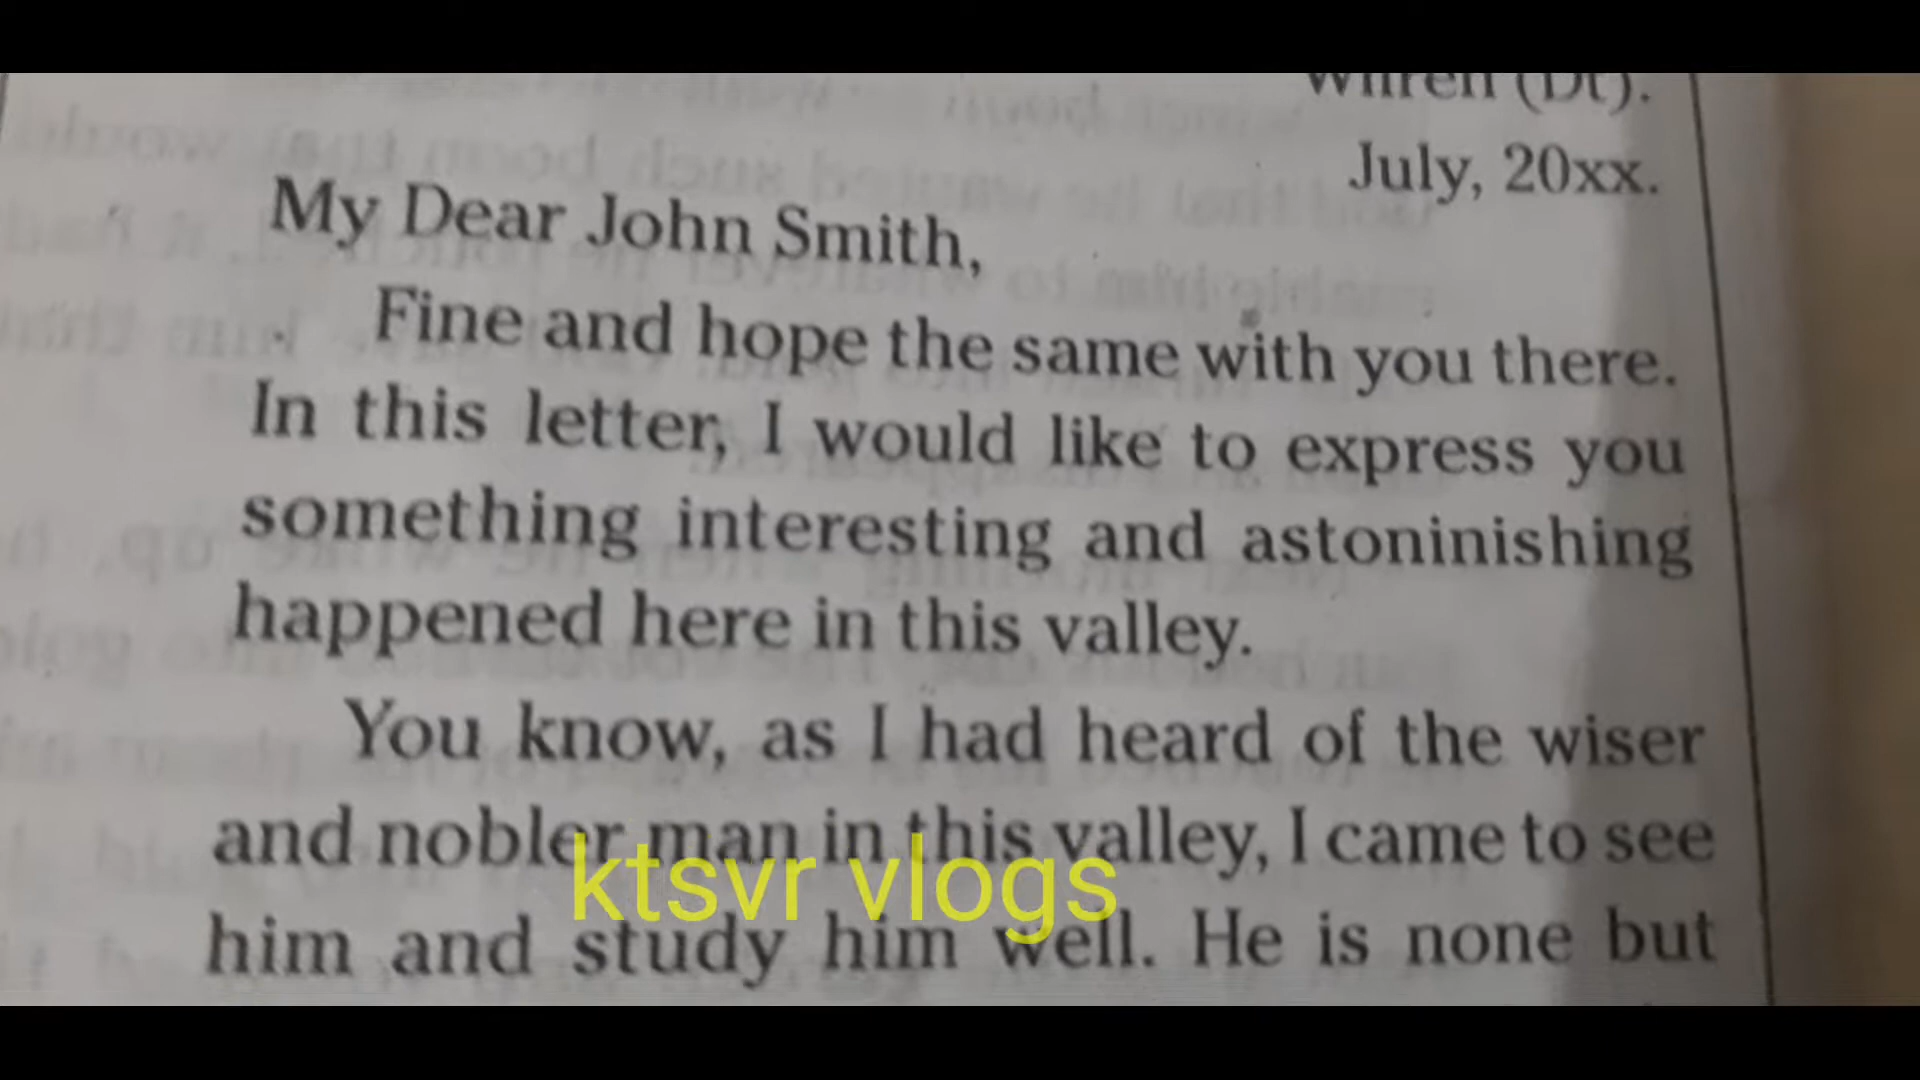 (Dt).
July, 20xx.
My Dear John Smith,
Fine and hope the same with you there.
In this letter, I would like to express you
something interesting and astoninishing
happened here in this valley.
You know, as I had heard of the wiser
and nobler man in this valley, I came to see
ktsvr vlogs
him and study him well. He is none but